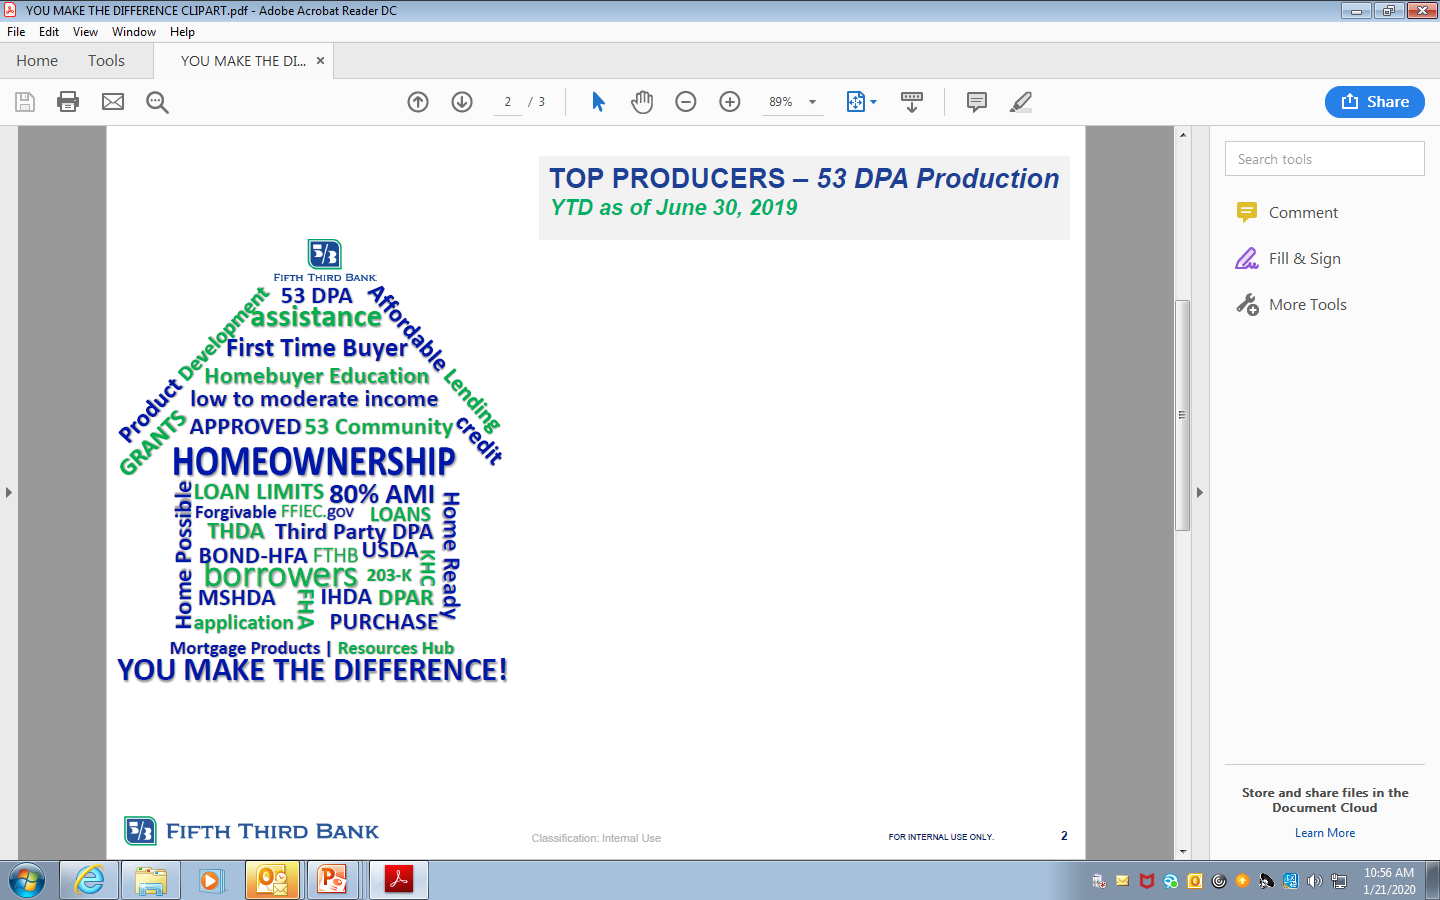 YOU MAKE THE DIFFERENCE CLIPART.pdf - Adobe Acrobat Reader DC
File Edit View Window Help
Home Tools YOU MAKE THE DI... ×
2 / 3 89% Share
TOP PRODUCERS – 53 DPA Production
YTD as of June 30, 2019
5/3
FIFTH THIRD BANK
53 DPA
assistance
Product Development
Affordable Lending
First Time Buyer
Homebuyer Education
low to moderate income
GRANTS
APPROVED 53 Community
credit
HOMEOWNERSHIP
Home Possible
LOAN LIMITS 80% AMI
Home Ready
Forgivable FFIEC.gov LOANS
THDA Third Party DPA
BOND-HFA FTHB USDA
KHC
borrowers 203-K
MSHDA FHA IHDA DPAR
application PURCHASE
Mortgage Products | Resources Hub
YOU MAKE THE DIFFERENCE!
5/3 FIFTH THIRD BANK
Classification: Internal Use
FOR INTERNAL USE ONLY.
2
Search tools
Comment
Fill & Sign
More Tools
Store and share files in the
Document Cloud
Learn More
10:56 AM
1/21/2020